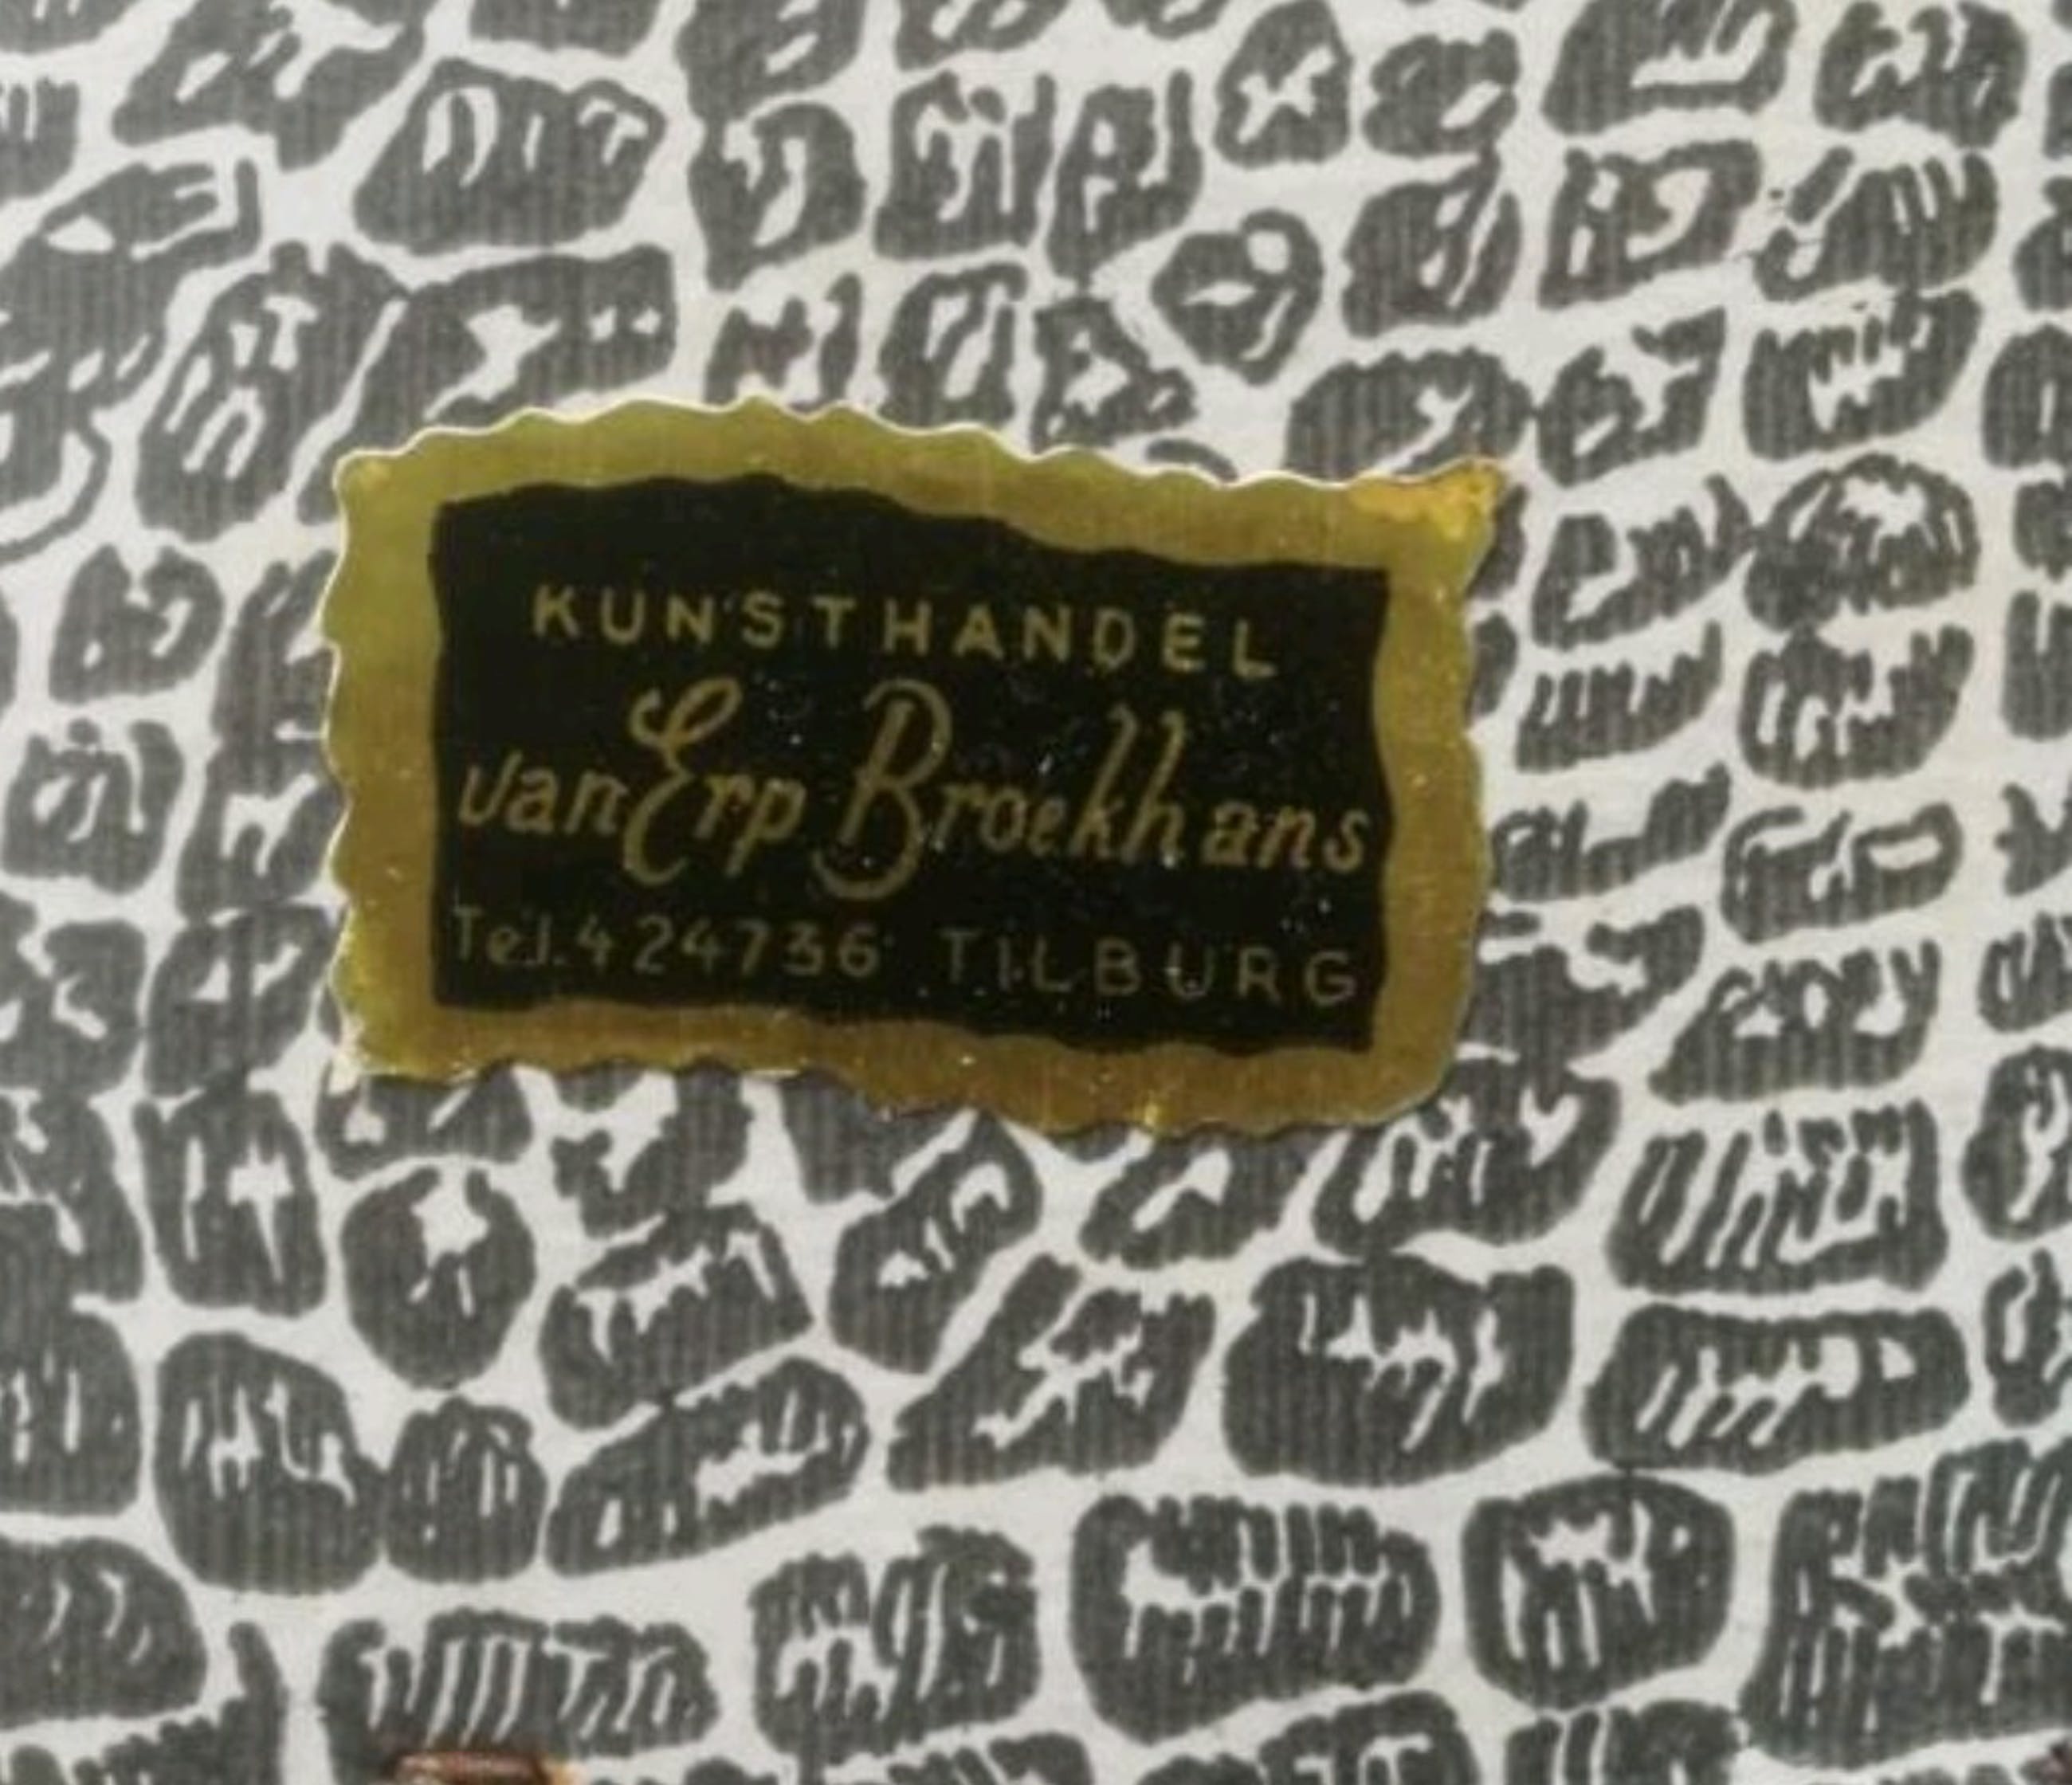 KUNSTHANDEL
van Erp Broekhans
Tel. 424736 TILBURG